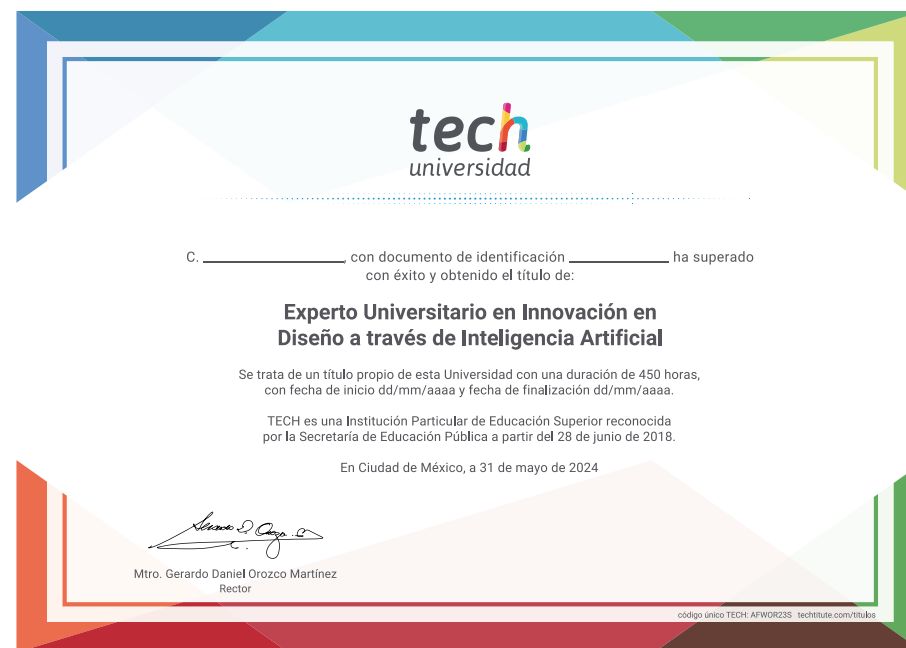 tech
universidad
C. ____________________, con documento de identificación ______________ ha superado
con éxito y obtenido el título de:
Experto Universitario en Innovación en
Diseño a través de Inteligencia Artificial
Se trata de un título propio de esta Universidad con una duración de 450 horas,
con fecha de inicio dd/mm/aaaa y fecha de finalización dd/mm/aaaa.
TECH es una Institución Particular de Educación Superior reconocida
por la Secretaría de Educación Pública a partir del 28 de junio de 2018.
En Ciudad de México, a 31 de mayo de 2024
Mtro. Gerardo Daniel Orozco Martínez
Rector
código único TECH: AFWOR23S techtitute.com/titulos